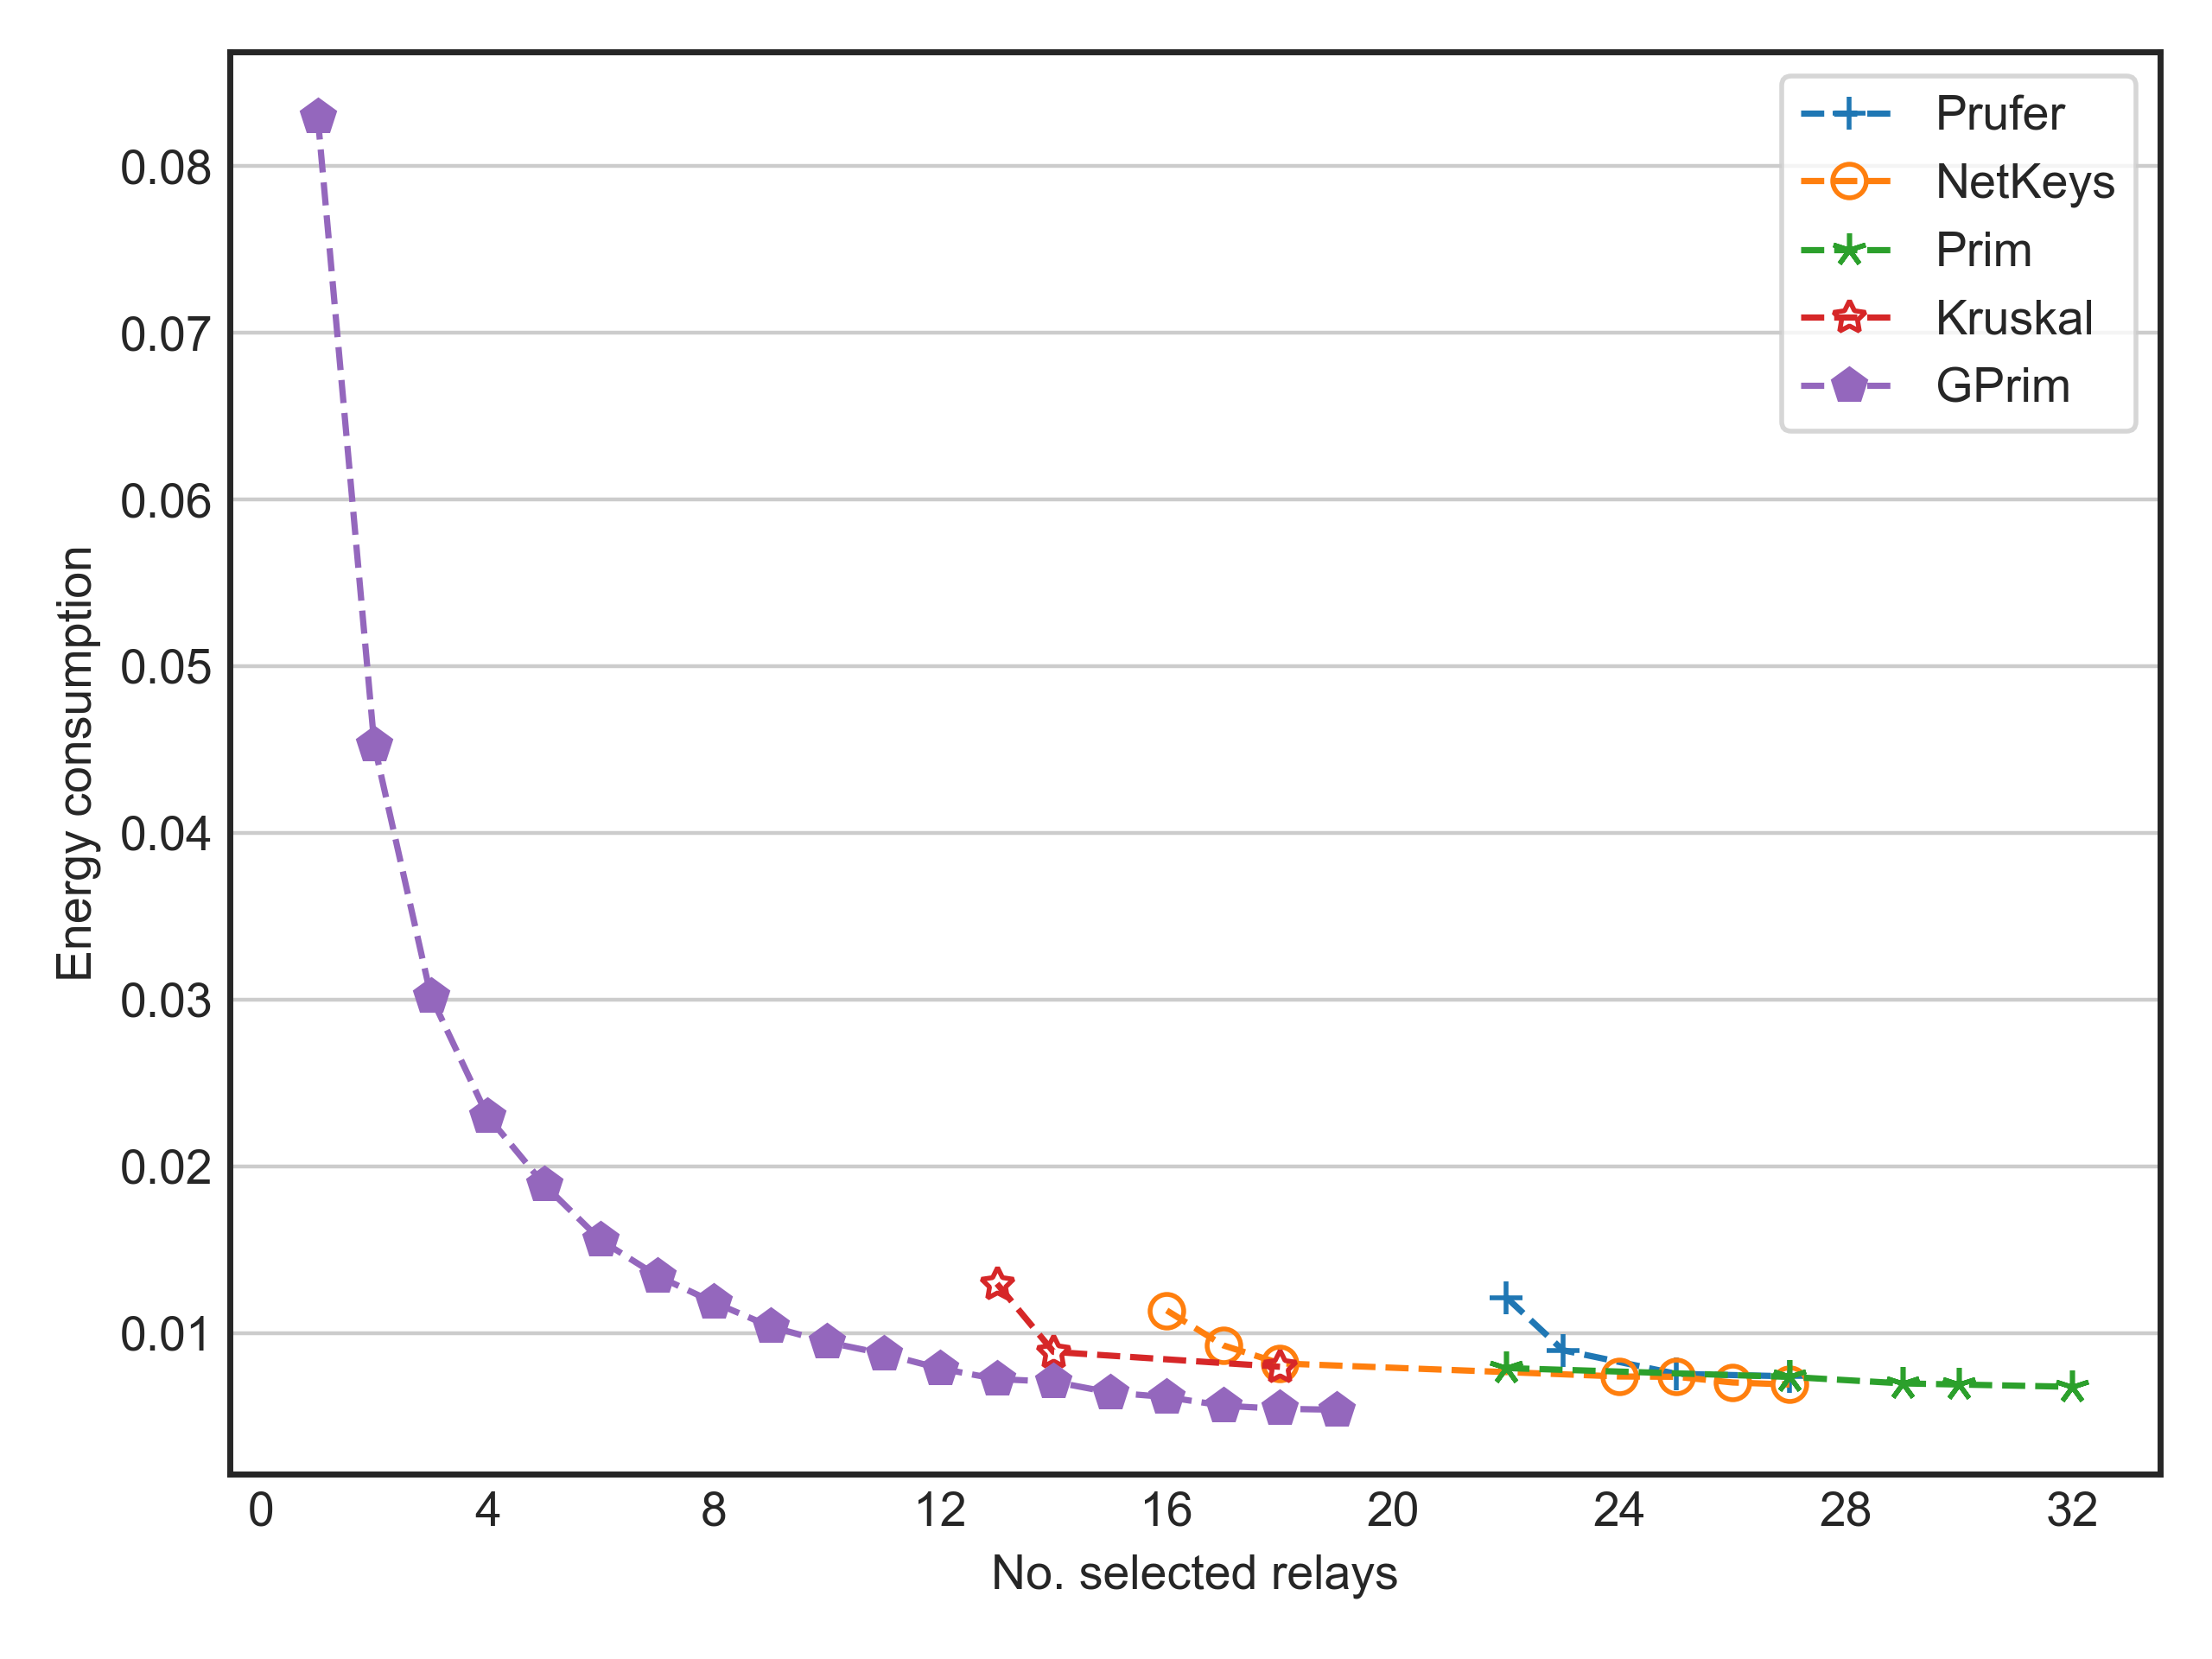 Prufer
NetKeys
Prim
Kruskal
GPrim
0.08
0.07
0.06
0.05
0.04
0.03
0.02
0.01
Energy consumption
0 4 8 12 16 20 24 28 32
No. selected relays